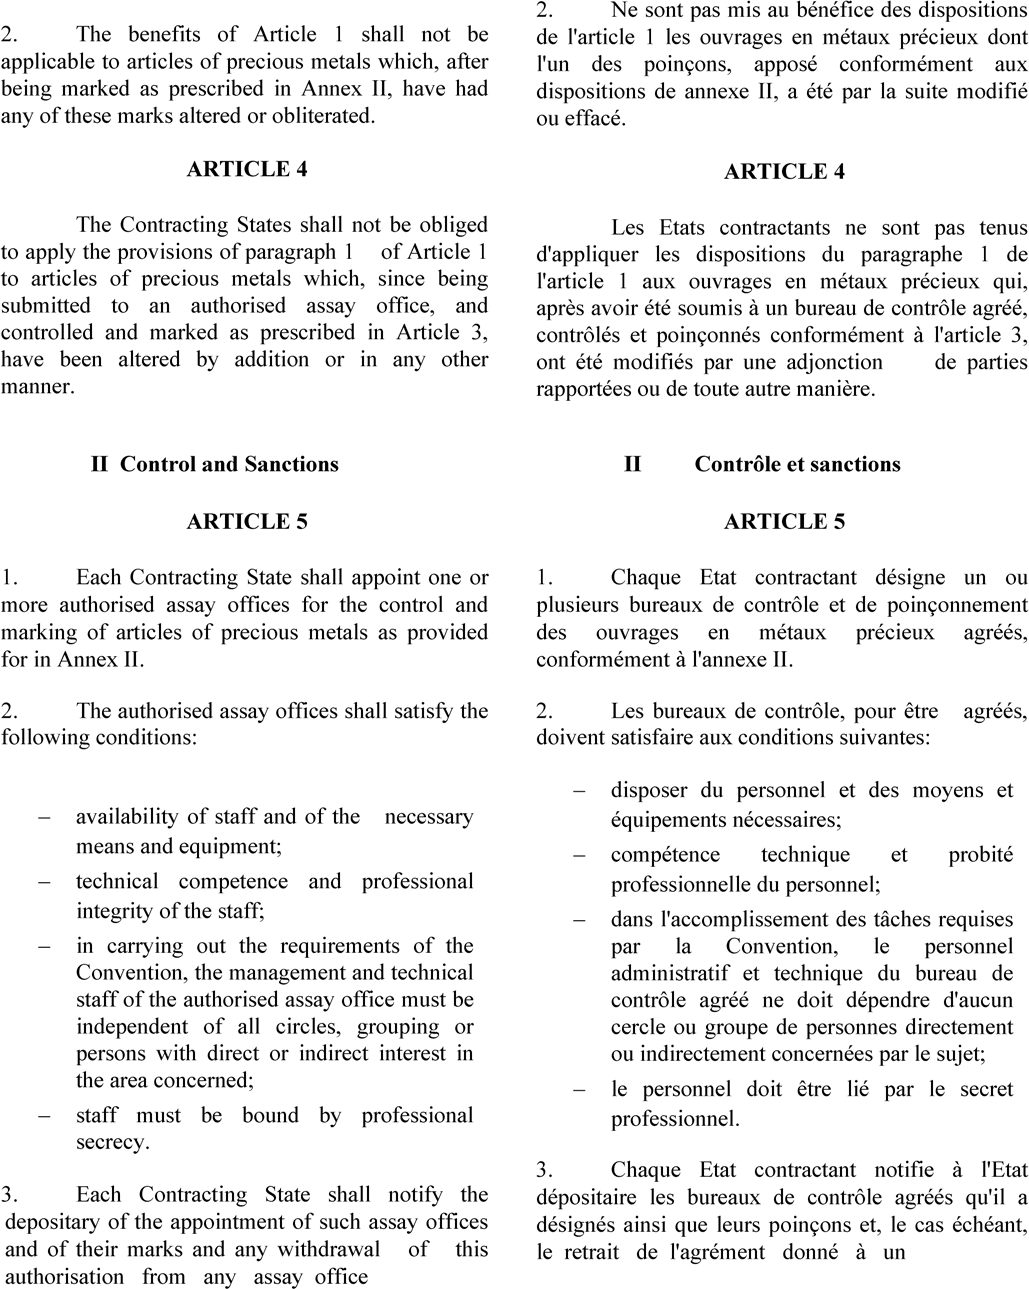 2. The benefits of Article 1 shall not be
applicable to articles of precious metals which, after
being marked as prescribed in Annex II, have had
any of these marks altered or obliterated.
ARTICLE 4
The Contracting States shall not be obliged
to apply the provisions of paragraph 1 of Article 1
to articles of precious metals which, since being
submitted to an authorised assay office, and
controlled and marked as prescribed in Article 3,
have been altered by addition or in any other
manner.
II Control and Sanctions
ARTICLE 5
1. Each Contracting State shall appoint one or
more authorised assay offices for the control and
marking of articles of precious metals as provided
for in Annex II.
2. The authorised assay offices shall satisfy the
following conditions:
– availability of staff and of the necessary
means and equipment;
– technical competence and professional
integrity of the staff;
– in carrying out the requirements of the
Convention, the management and technical
staff of the authorised assay office must be
independent of all circles, grouping or
persons with direct or indirect interest in
the area concerned;
– staff must be bound by professional
secrecy.
3. Each Contracting State shall notify the
depositary of the appointment of such assay offices
and of their marks and any withdrawal of this
authorisation from any assay office
2. Ne sont pas mis au bénéfice des dispositions
de l'article 1 les ouvrages en métaux précieux dont
l'un des poinçons, apposé conformément aux
dispositions de annexe II, a été par la suite modifié
ou effacé.
ARTICLE 4
Les Etats contractants ne sont pas tenus
d'appliquer les dispositions du paragraphe 1 de
l'article 1 aux ouvrages en métaux précieux qui,
après avoir été soumis à un bureau de contrôle agréé,
contrôlés et poinçonnés conformément à l'article 3,
ont été modifiés par une adjonction de parties
rapportées ou de toute autre manière.
II Contrôle et sanctions
ARTICLE 5
1. Chaque Etat contractant désigne un ou
plusieurs bureaux de contrôle et de poinçonnement
des ouvrages en métaux précieux agréés,
conformément à l'annexe II.
2. Les bureaux de contrôle, pour être agréés,
doivent satisfaire aux conditions suivantes:
– disposer du personnel et des moyens et
équipements nécessaires;
– compétence technique et probité
professionnelle du personnel;
– dans l'accomplissement des tâches requises
par la Convention, le personnel
administratif et technique du bureau de
contrôle agréé ne doit dépendre d'aucun
cercle ou groupe de personnes directement
ou indirectement concernées par le sujet;
– le personnel doit être lié par le secret
professionnel.
3. Chaque Etat contractant notifie à l'Etat
dépositaire les bureaux de contrôle agréés qu'il a
désignés ainsi que leurs poinçons et, le cas échéant,
le retrait de l'agrément donné à un